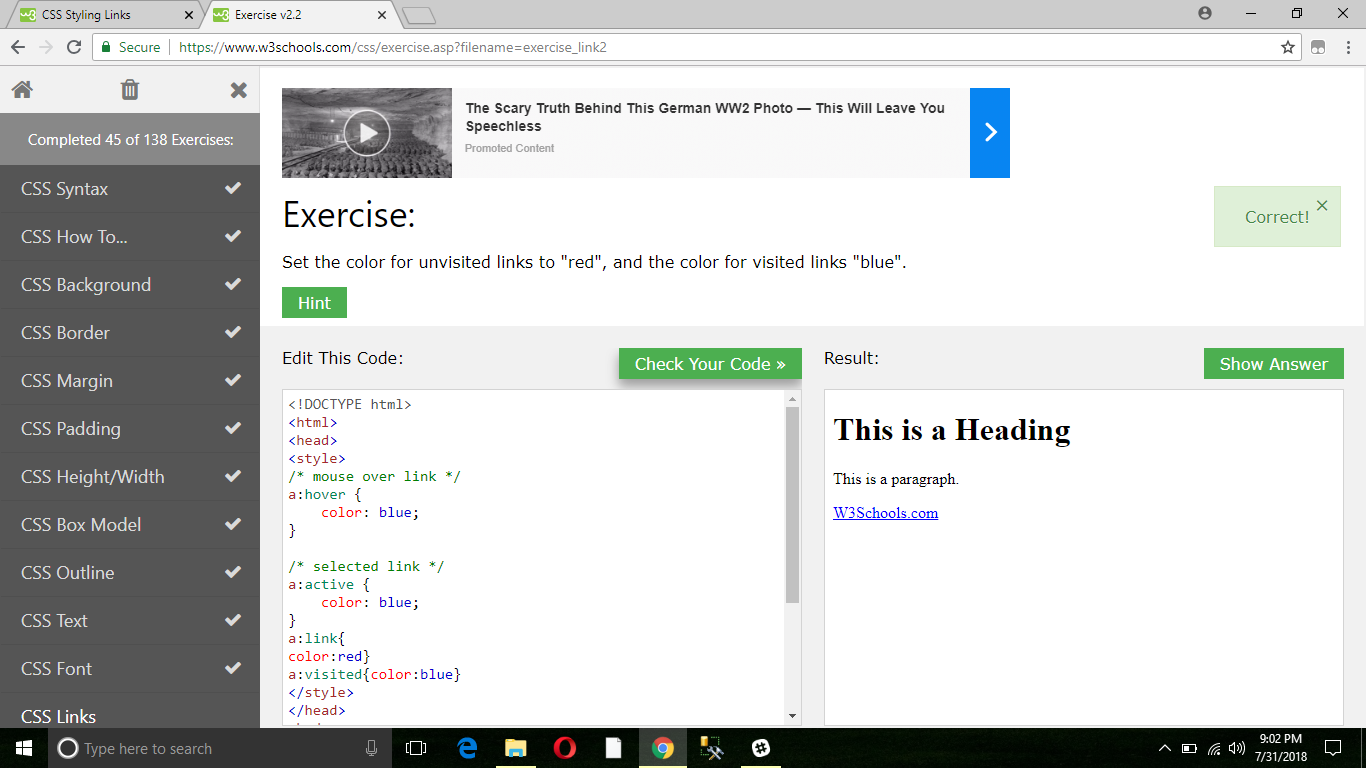 CSS Styling Links
Exercise v2.2
Secure
https://www.w3schools.com/css/exercise.asp?filename=exercise_link2
Completed 45 of 138 Exercises:
CSS Syntax
CSS How To...
CSS Background
CSS Border
CSS Margin
CSS Padding
CSS Height/Width
CSS Box Model
CSS Outline
CSS Text
CSS Font
CSS Links
The Scary Truth Behind This German WW2 Photo — This Will Leave You
Speechless
Promoted Content
Exercise:
Correct!
Set the color for unvisited links to "red", and the color for visited links "blue".
Hint
Edit This Code:
Check Your Code »
<!DOCTYPE html>
<html>
<head>
<style>
/* mouse over link */
a:hover {
    color: blue;
}
/* selected link */
a:active {
    color: blue;
}
a:link{
color:red}
a:visited{color:blue}
</style>
</head>
Result:
Show Answer
This is a Heading
This is a paragraph.
W3Schools.com
Type here to search
9:02 PM
7/31/2018